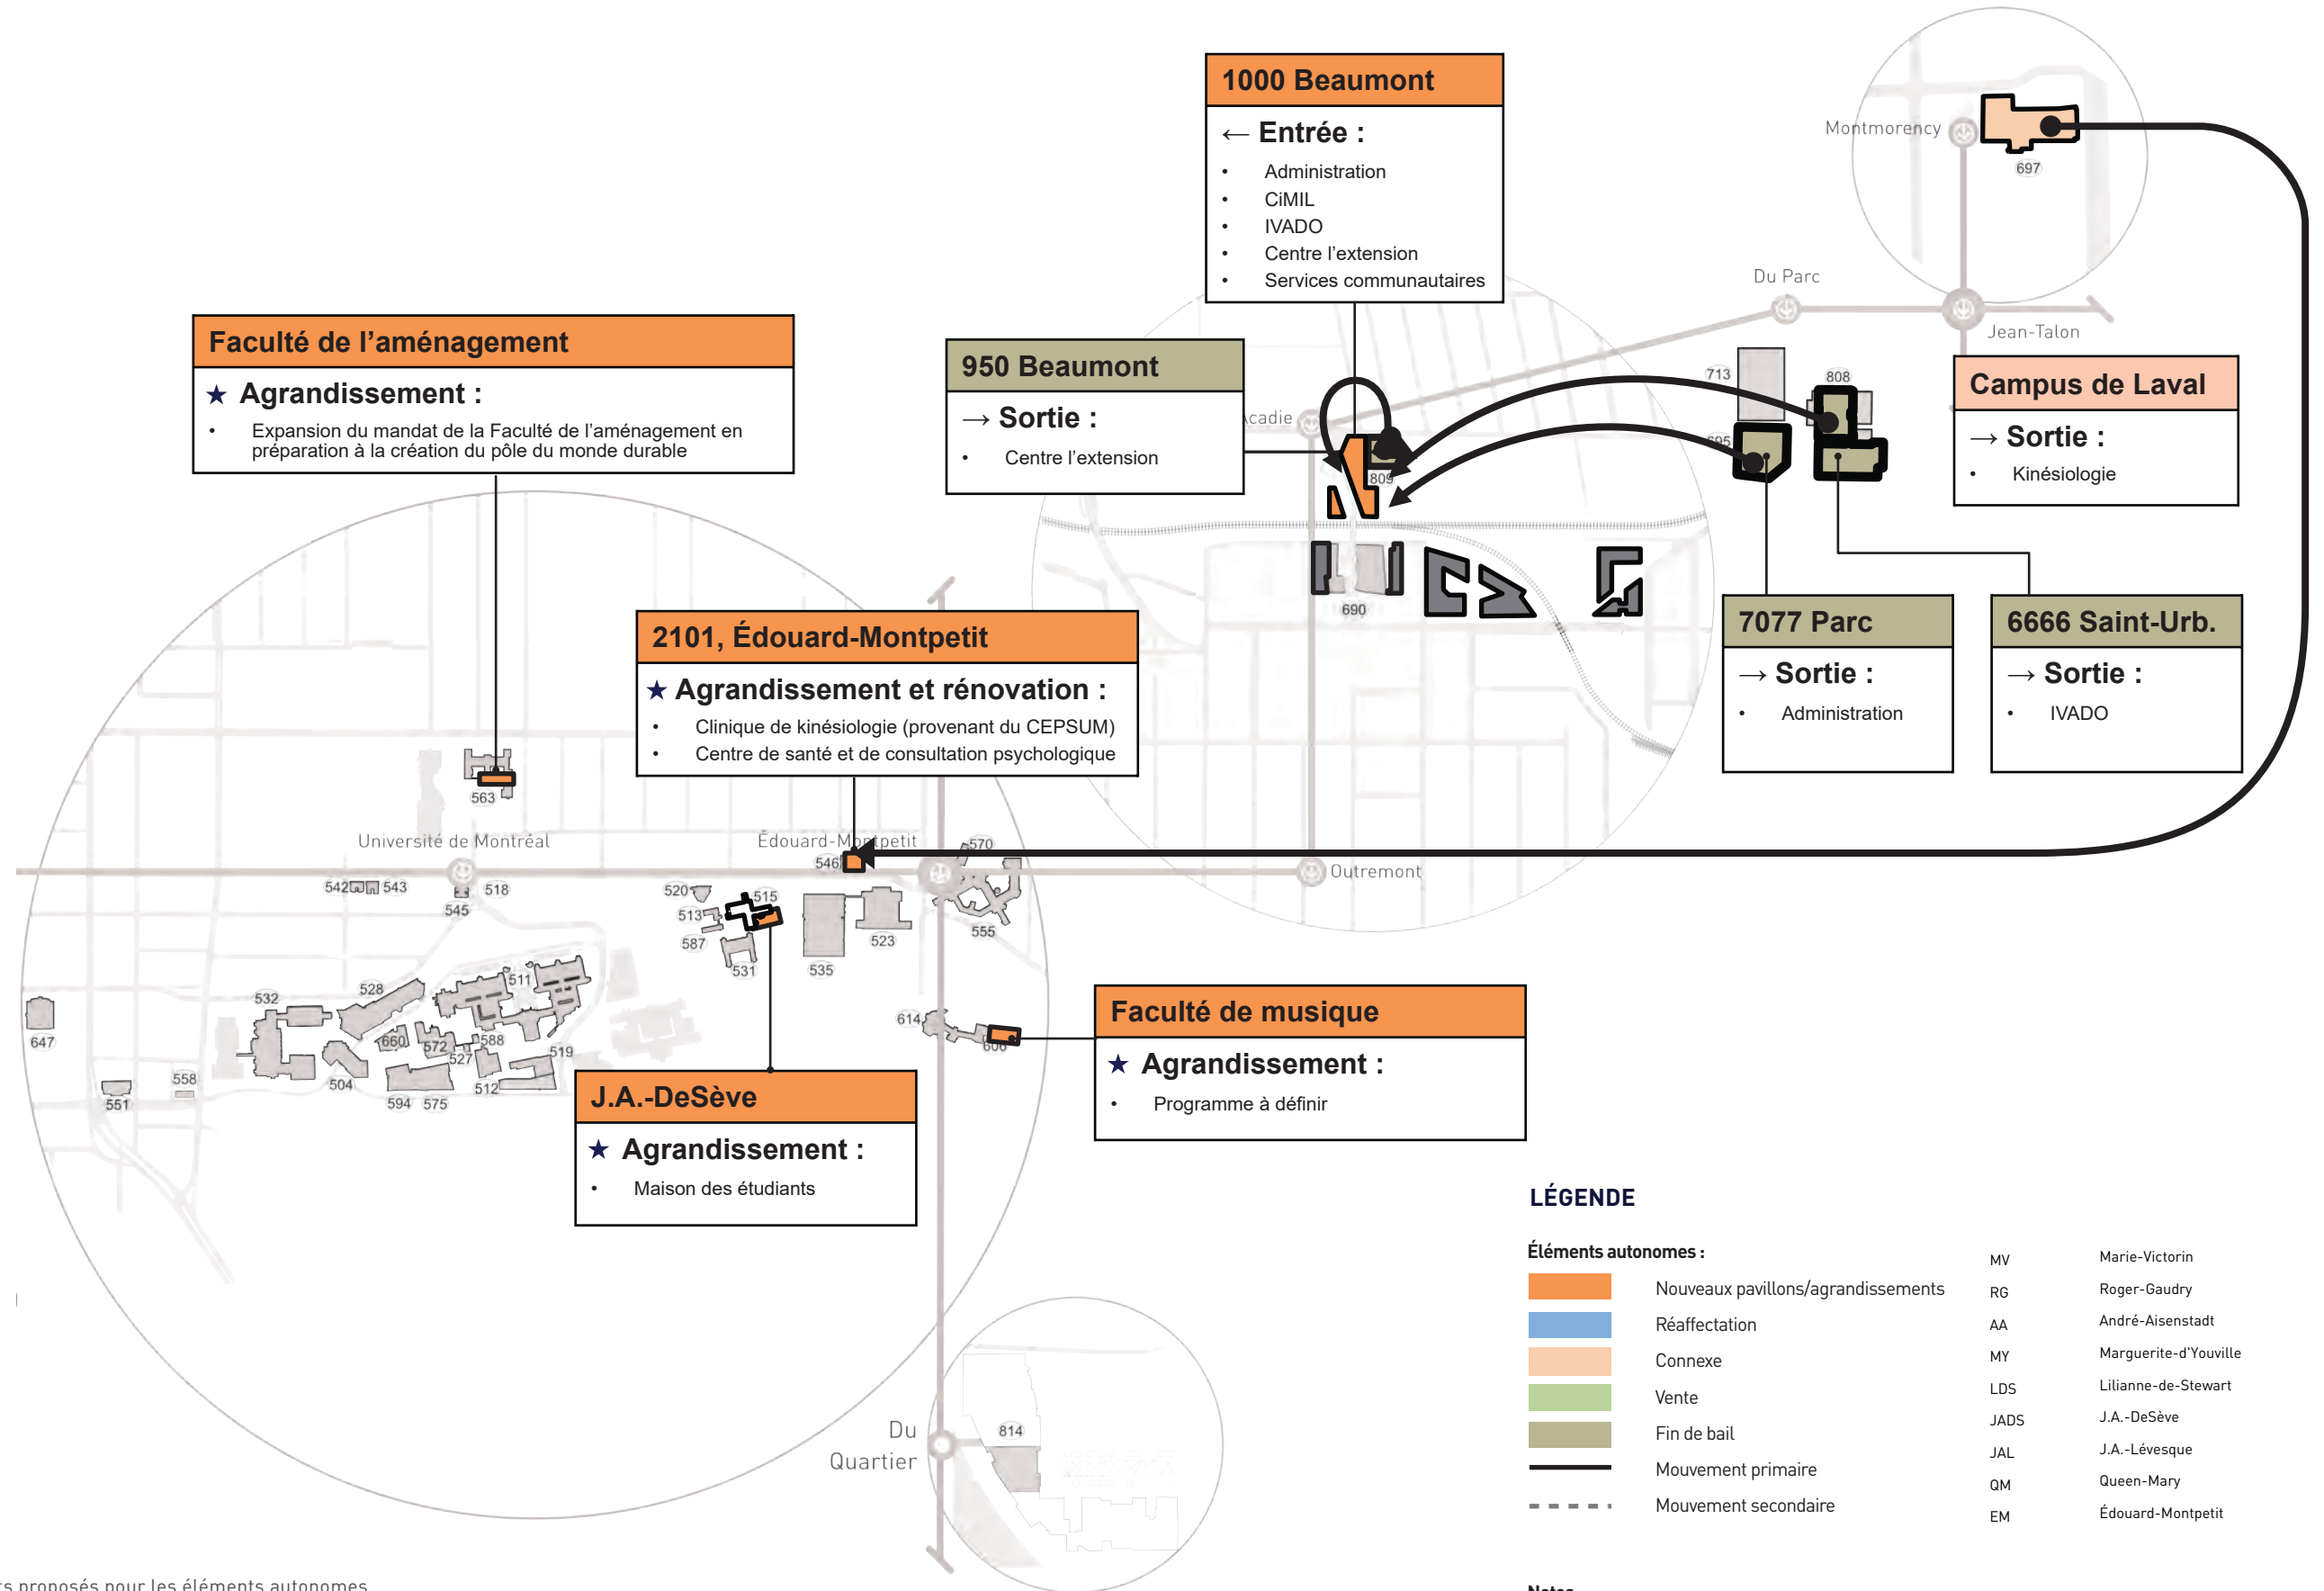 1000 Beaumont
← Entrée :
• Administration
• CiMIL
• IVADO
• Centre l'extension
• Services communautaires
Montmorency
697
Du Parc
Jean-Talon
Faculté de l'aménagement
★ Agrandissement :
• Expansion du mandat de la Faculté de l'aménagement en
préparation à la création du pôle du monde durable
950 Beaumont
→ Sortie :
• Centre l'extension
Acadie
809
713
695
808
Campus de Laval
→ Sortie :
• Kinésiologie
690
7077 Parc
→ Sortie :
• Administration
6666 Saint-Urb.
→ Sortie :
• IVADO
2101, Édouard-Montpetit
★ Agrandissement et rénovation :
• Clinique de kinésiologie (provenant du CEPSUM)
• Centre de santé et de consultation psychologique
563
Université de Montréal
Édouard-Montpetit
546
570
Outremont
542
543
518
545
520
515
513
587
531
535
523
555
532
528
511
647
660
572
588
527
519
504
512
551
558
594
575
614
606
Faculté de musique
★ Agrandissement :
• Programme à définir
J.A.-DeSève
★ Agrandissement :
• Maison des étudiants
Du
Quartier
814
LÉGENDE
Éléments autonomes :
Nouveaux pavillons/agrandissements
Réaffectation
Connexe
Vente
Fin de bail
Mouvement primaire
Mouvement secondaire
MV Marie-Victorin
RG Roger-Gaudry
AA André-Aisenstadt
MY Marguerite-d'Youville
LDS Lilianne-de-Stewart
JADS J.A.-DeSève
JAL J.A.-Lévesque
QM Queen-Mary
EM Édouard-Montpetit
proposés pour les éléments autonomes
Notes